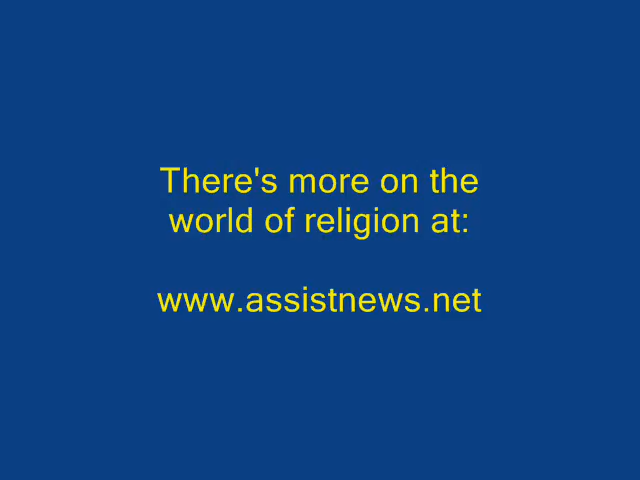 There's more on the
world of religion at:
www.assistnews.net